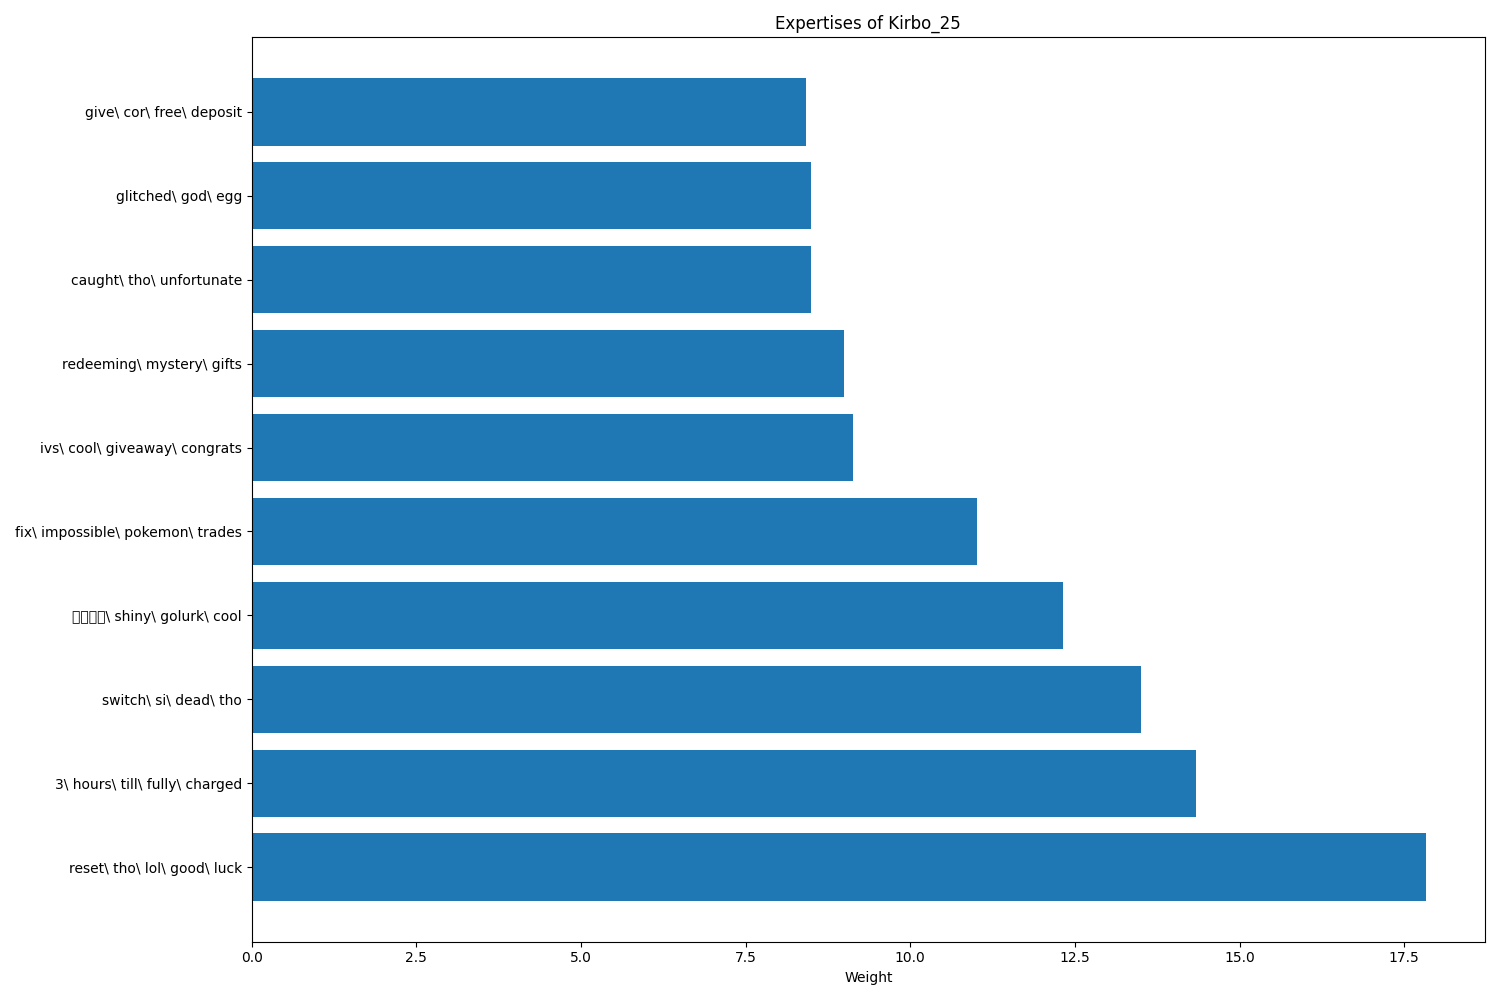 Expertises of Kirbo_25
give\ cor\ free\ deposit
glitched\ god\ egg
caught\ tho\ unfortunate
redeeming\ mystery\ gifts
ivs\ cool\ giveaway\ congrats
fix\ impossible\ pokemon\ trades
\ shiny\ golurk\ cool
switch\ si\ dead\ tho
3\ hours\ till\ fully\ charged
reset\ tho\ lol\ good\ luck
0.0 2.5 5.0 7.5 10.0 12.5 15.0 17.5
Weight